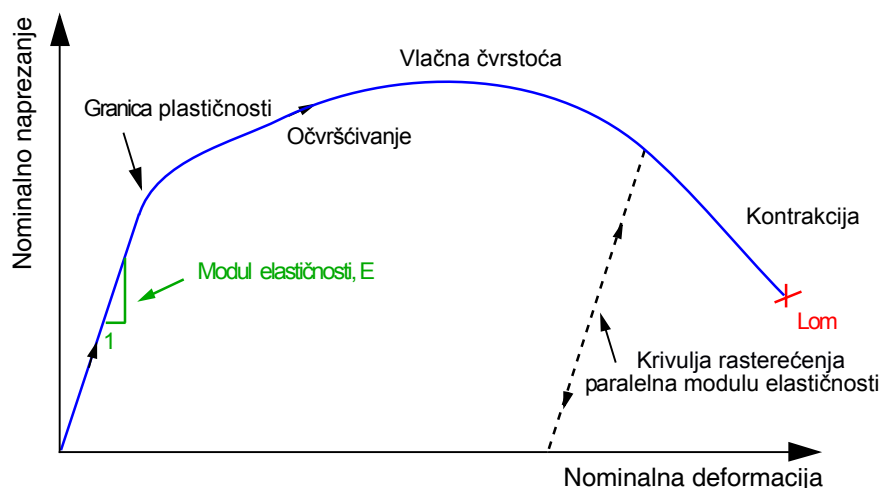 Nominalno naprezanje
Vlačna čvrstoća
Granica plastičnosti
Očvršćivanje
Kontrakcija
Modul elastičnosti, E
1
Lom
Krivulja rasterećenja
paralelna modulu elastičnosti
Nominalna deformacija